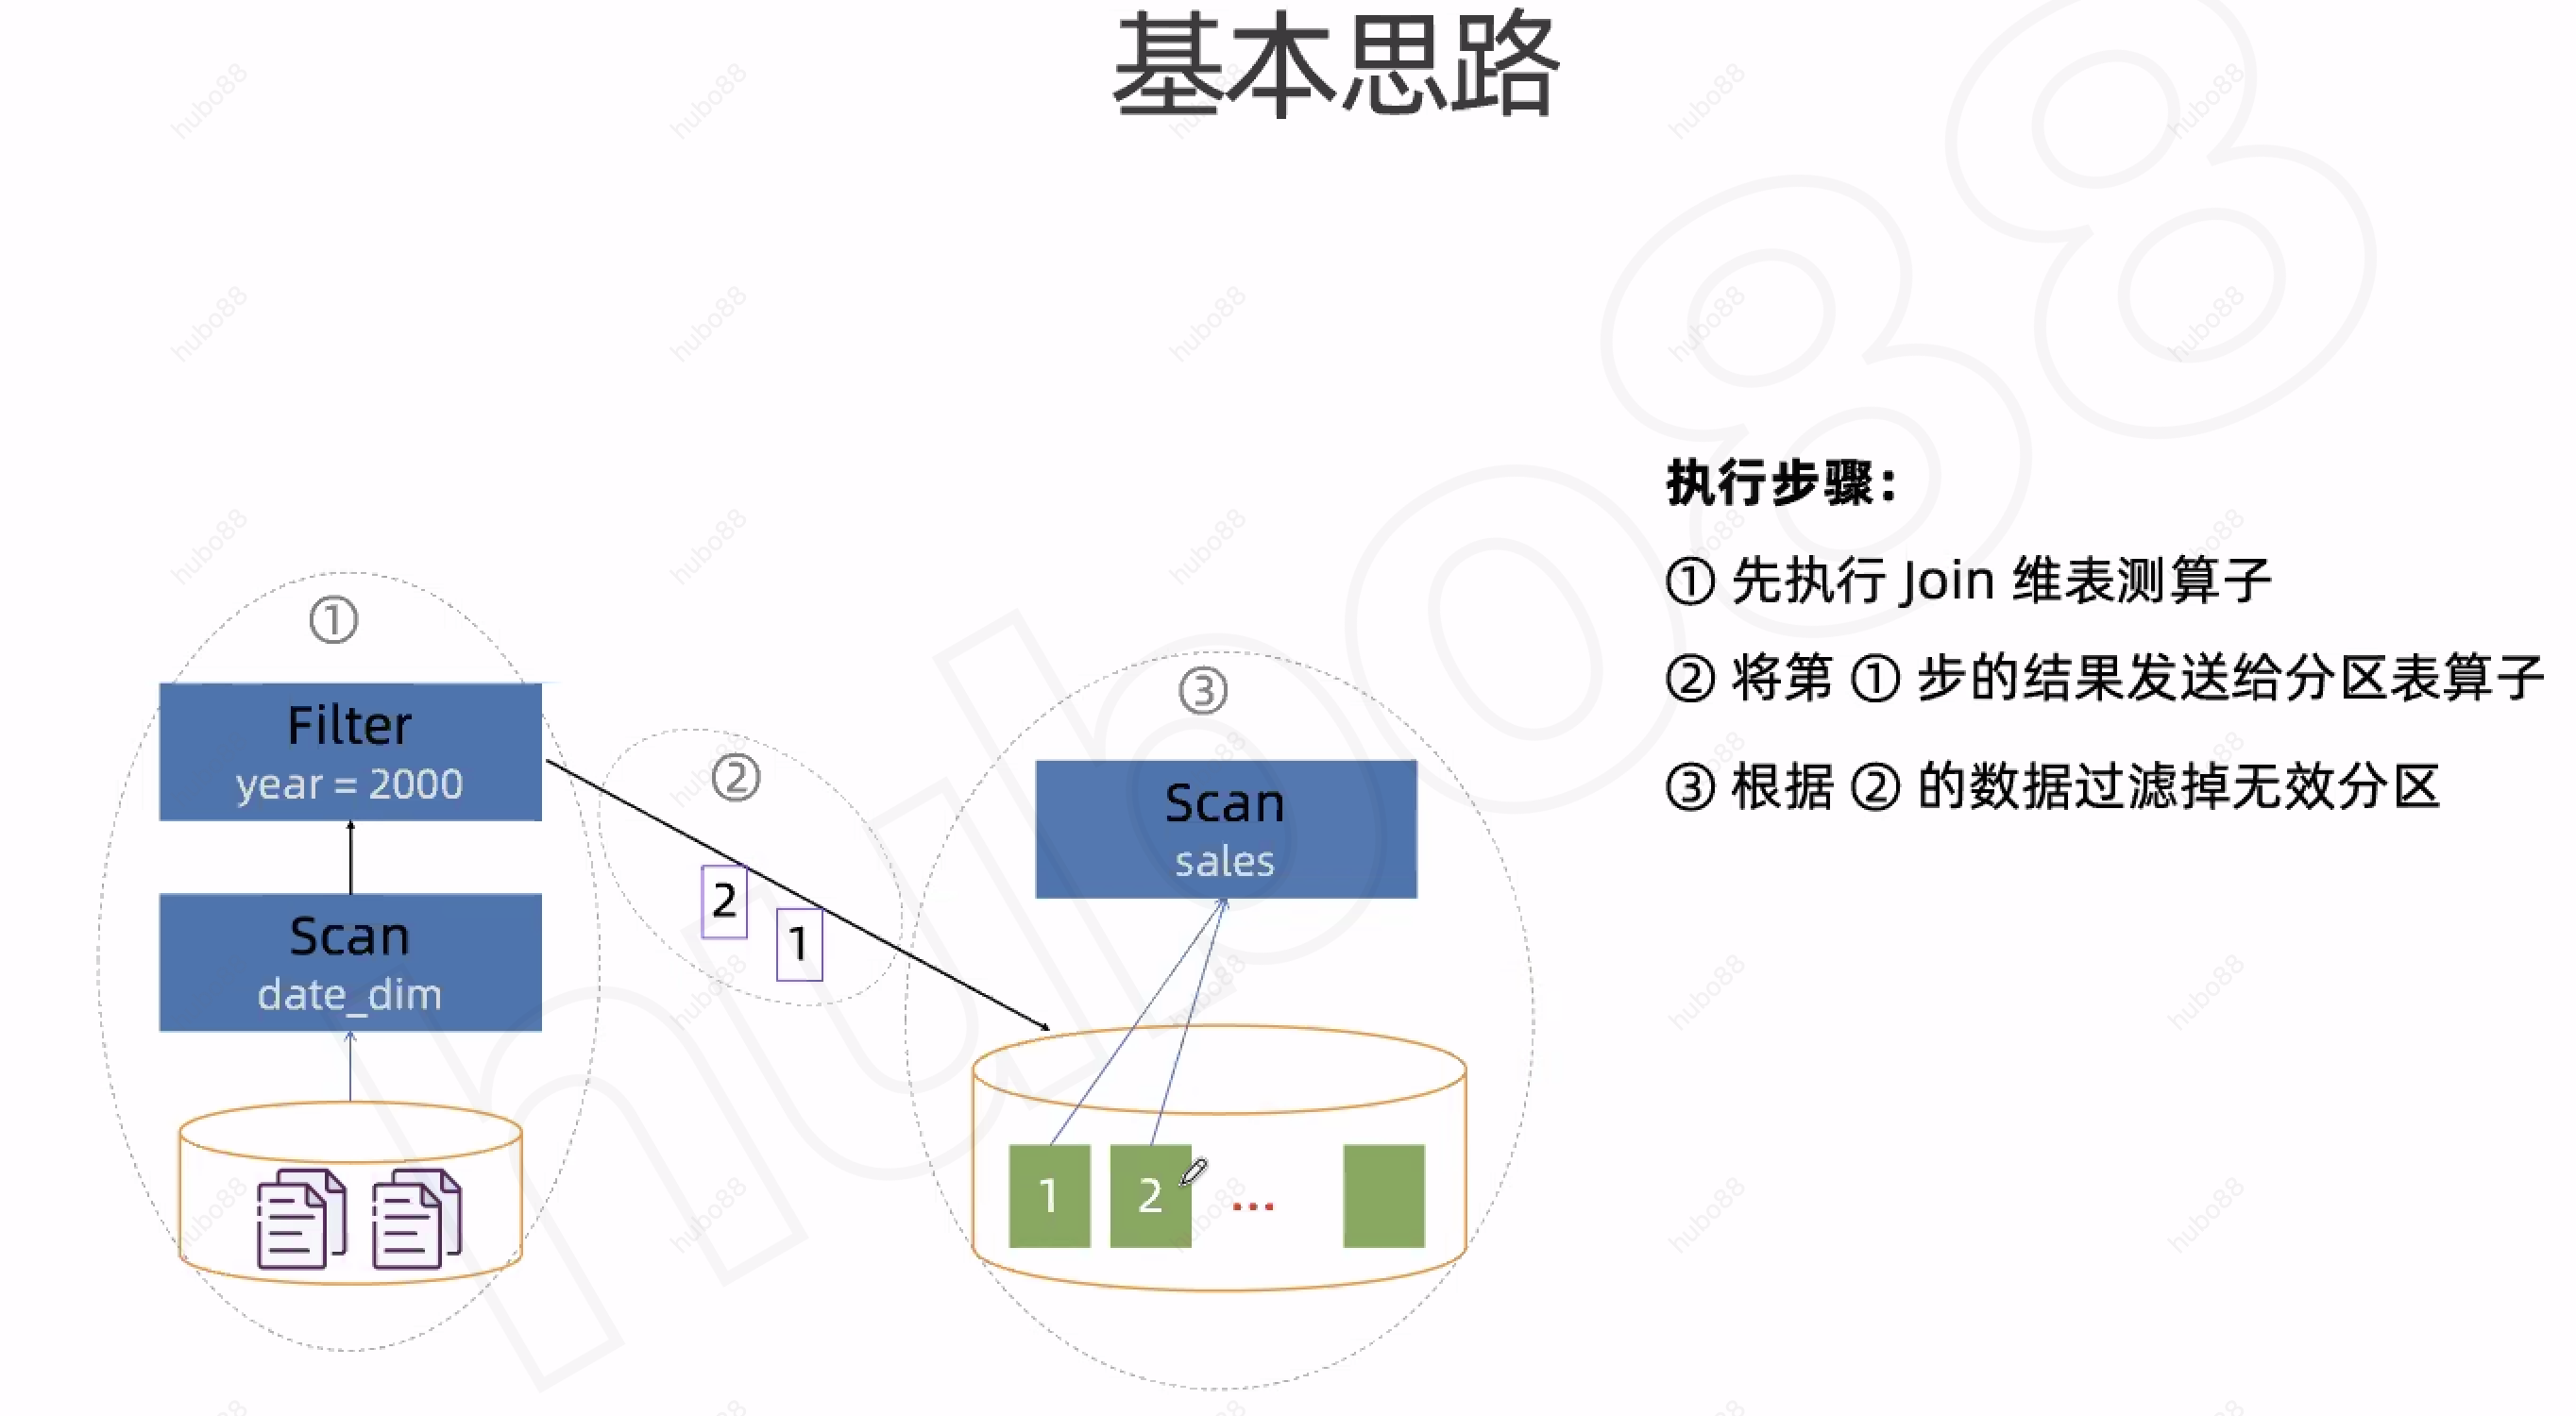 基本思路
执行步骤：
① 先执行 Join 维表测算子
② 将第 ① 步的结果发送给分区表算子
③ 根据 ② 的数据过滤掉无效分区
①
Filter
year = 2000
Scan
date_dim
②
2
1
③
Scan
sales
1
2
...
hubo88